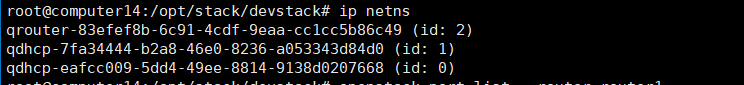 root@computer14:/opt/stack/devstack# ip netns
qrouter-83efef8b-6c91-4cdf-9eaa-cc1cc5b86c49 (id: 2)
qdhcp-7fa34444-b2a8-46e0-8236-a053343d84d0 (id: 1)
qdhcp-eafcc009-5dd4-49ee-8814-9138d0207668 (id: 0)